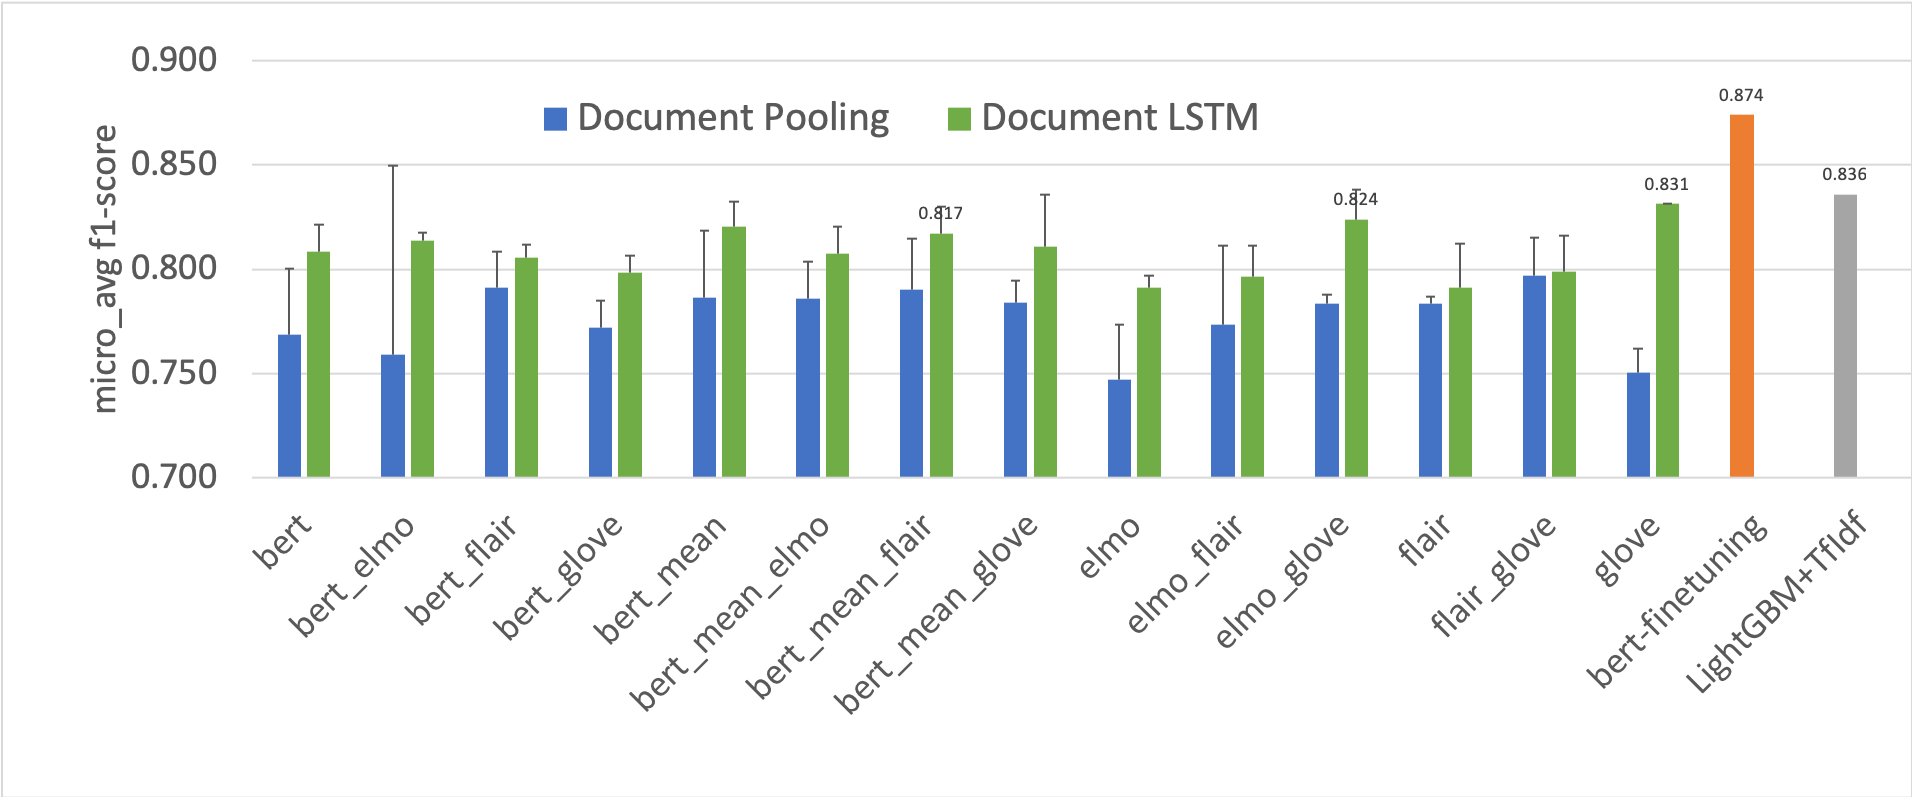 0.900
0.850
0.800
0.750
0.700
micro_avg f1-score
Document Pooling
Document LSTM
0.817
0.824
0.831
0.874
0.836
bert
bert_elmo
bert_flair
bert_glove
bert_mean
bert_mean_elmo
bert_mean_flair
bert_mean_glove
elmo
elmo_flair
elmo_glove
flair
flair_glove
glove
bert-finetuning
LightGBM+TfIdf